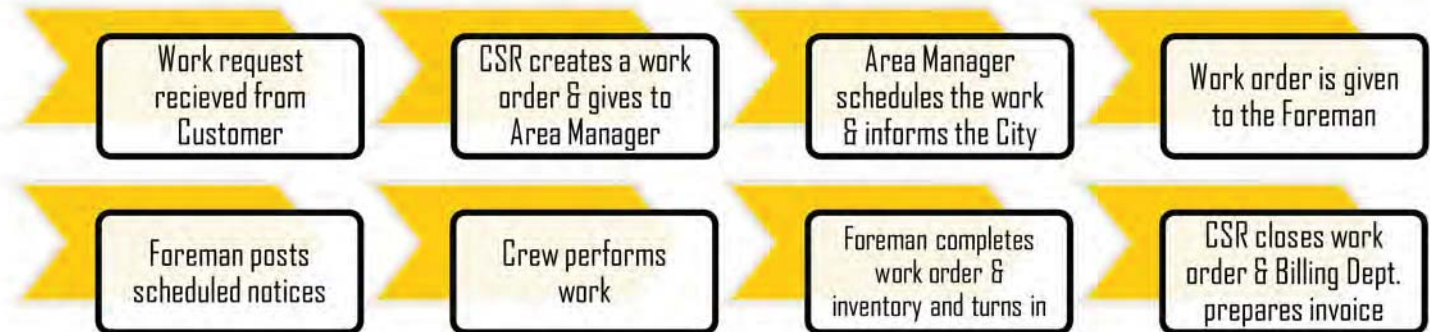 Work request
recieved from
Customer
CSR creates a work
order & gives to
Area Manager
Area Manager
schedules the work
& informs the City
Work order is given
to the Foreman
Foreman posts
scheduled notices
Crew performs
work
Foreman completes
work order &
inventory and turns in
CSR closes work
order & Billing Dept.
prepares invoice